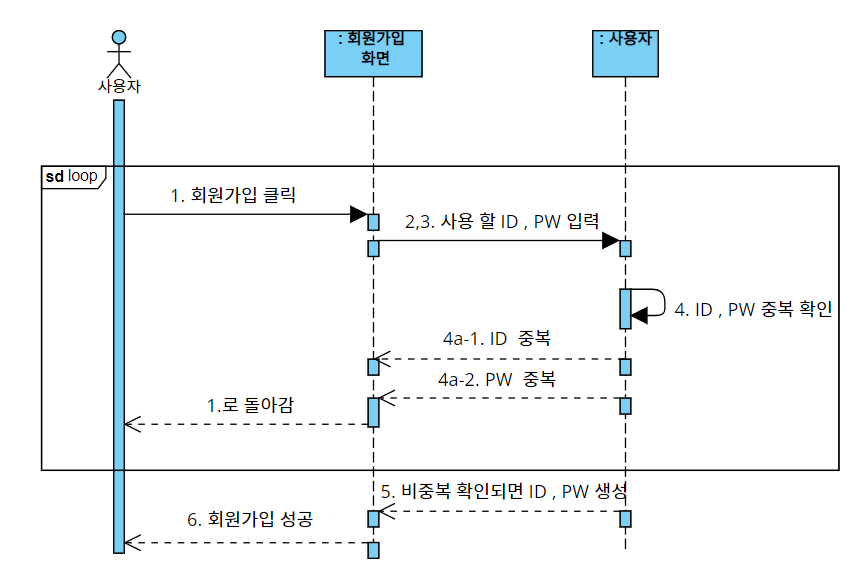 : 회원가입
화면
: 사용자
사용자
sd loop
1. 회원가입 클릭
2,3. 사용 할 ID , PW 입력
4. ID , PW 중복 확인
4a-1. ID  중복
4a-2. PW  중복
1.로 돌아감
5. 비중복 확인되면 ID , PW 생성
6. 회원가입 성공